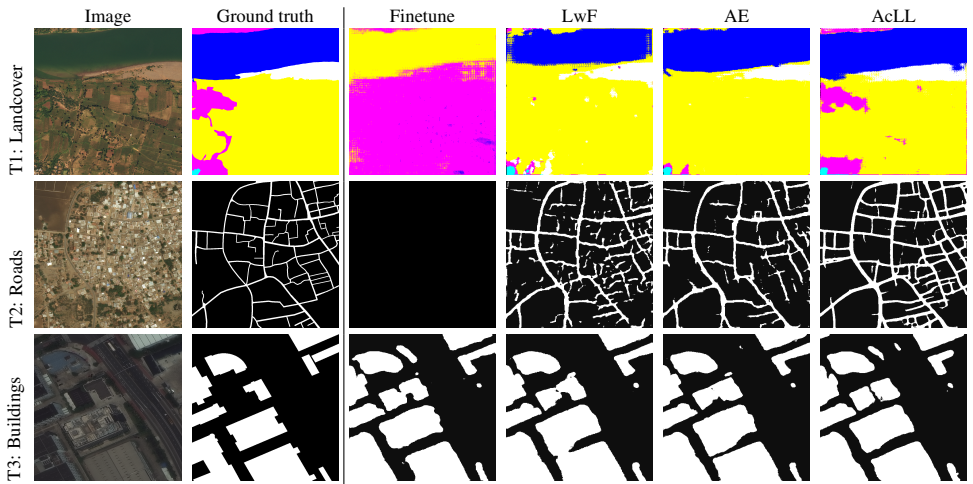 Image Ground truth Finetune LwF AE AcLL
T1: Landcover
T2: Roads
T3: Buildings